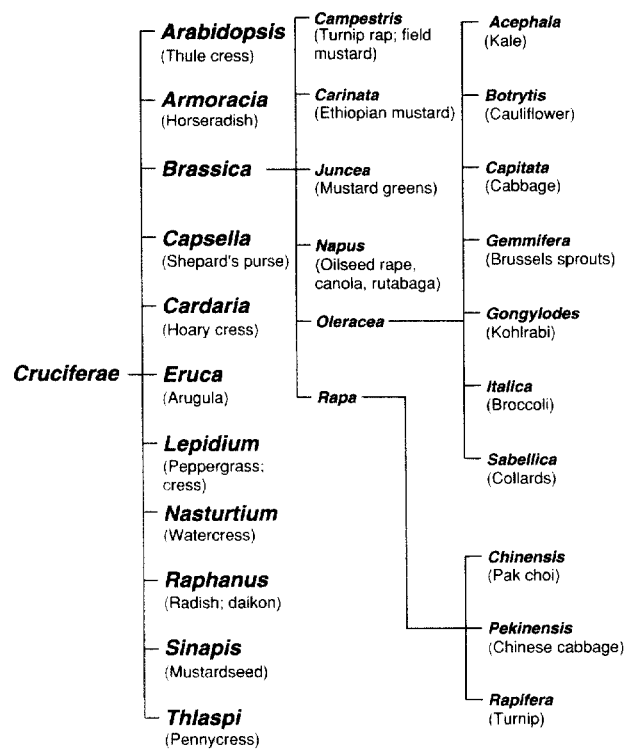 Cruciferae
Arabidopsis
(Thule cress)
Armoracia
(Horseradish)
Brassica
Capsella
(Shepard's purse)
Cardaria
(Hoary cress)
Eruca
(Arugula)
Lepidium
(Peppergrass;
cress)
Nasturtium
(Watercress)
Raphanus
(Radish; daikon)
Sinapis
(Mustardseed)
Thlaspi
(Pennycress)
Campestris
(Turnip rap; field
mustard)
Carinata
(Ethiopian mustard)
Juncea
(Mustard greens)
Napus
(Oilseed rape,
canola, rutabaga)
Oleracea
Rapa
Acephala
(Kale)
Botrytis
(Cauliflower)
Capitata
(Cabbage)
Gemmifera
(Brussels sprouts)
Gongylodes
(Kohlrabi)
Italica
(Broccoli)
Sabellica
(Collards)
Chinensis
(Pak choi)
Pekinensis
(Chinese cabbage)
Rapifera
(Turnip)